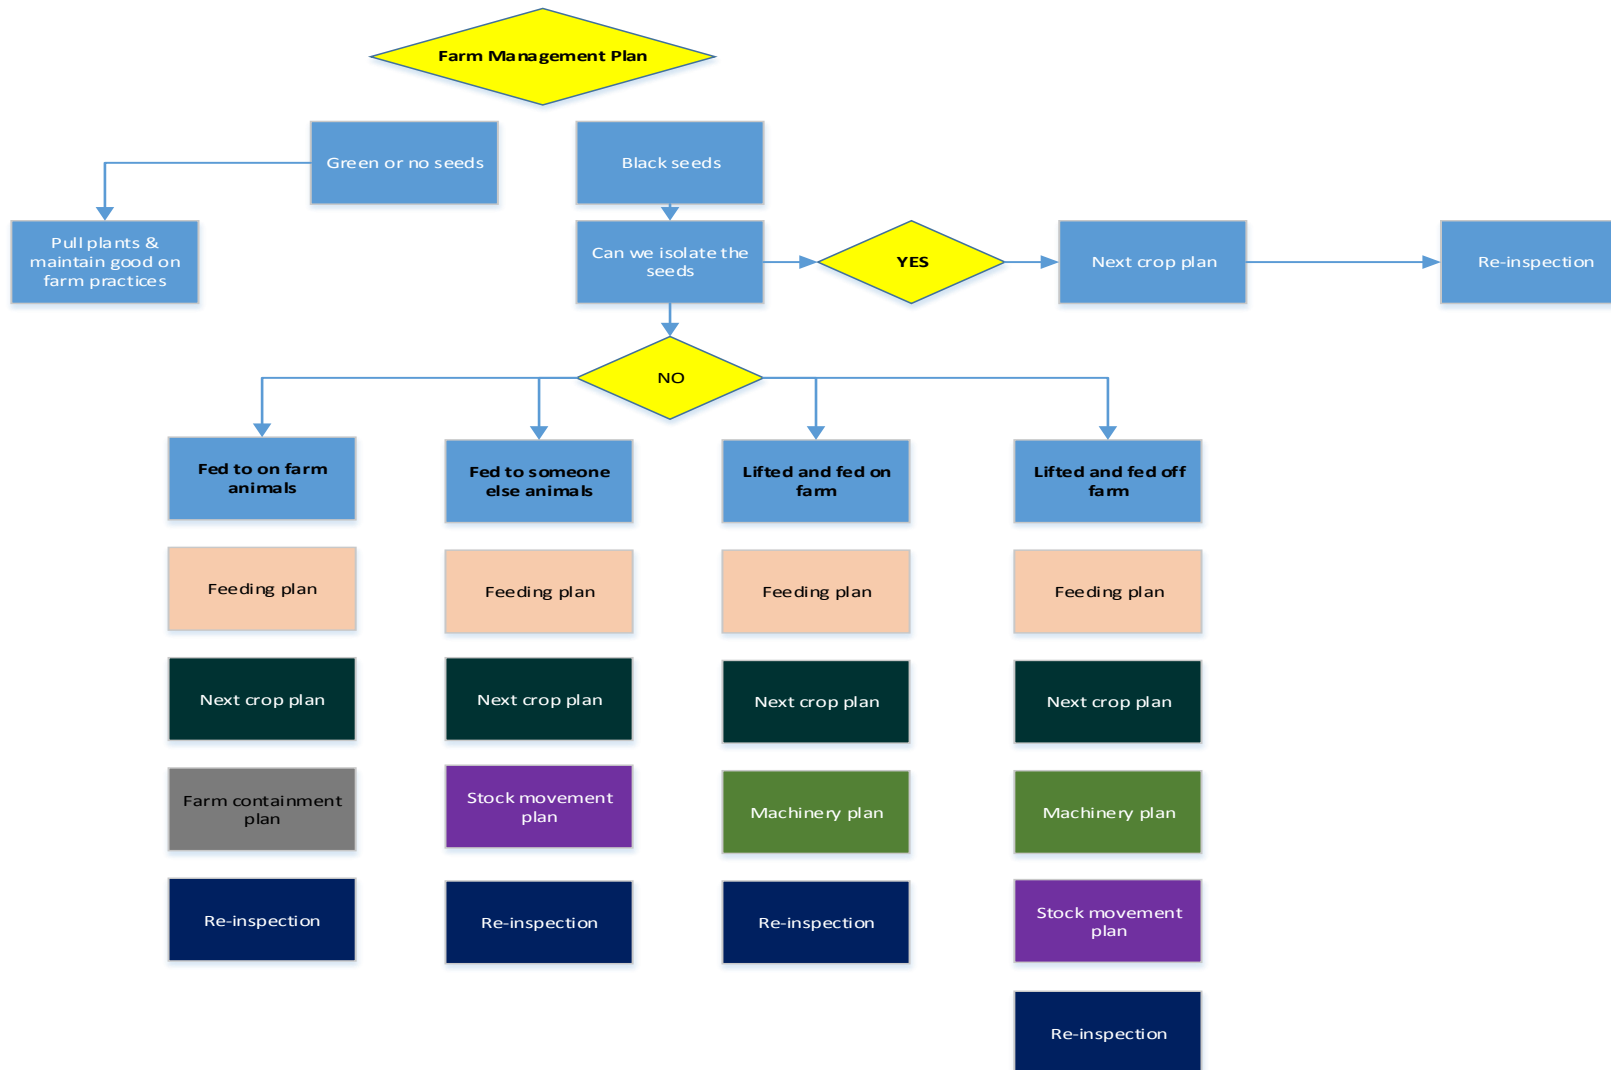 Farm Management Plan
Green or no seeds
Black seeds
Pull plants &
maintain good on
farm practices
Can we isolate the
seeds
YES
Next crop plan
Re-inspection
NO
Fed to on farm
animals
Fed to someone
else animals
Lifted and fed on
farm
Lifted and fed off
farm
Feeding plan
Feeding plan
Feeding plan
Feeding plan
Next crop plan
Next crop plan
Next crop plan
Next crop plan
Farm containment
plan
Stock movement
plan
Machinery plan
Machinery plan
Re-inspection
Re-inspection
Re-inspection
Stock movement
plan
Re-inspection